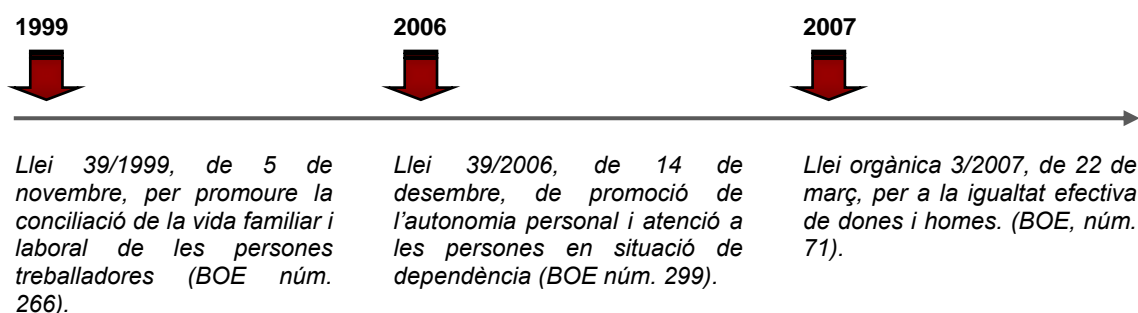 1999
2006
2007
Llei 39/1999, de 5 de
novembre, per promoure la
conciliació de la vida familiar i
laboral de les persones
treballadores (BOE núm.
266).
Llei 39/2006, de 14 de
desembre, de promoció de
l’autonomia personal i atenció a
les persones en situació de
dependència (BOE núm. 299).
Llei orgànica 3/2007, de 22 de
març, per a la igualtat efectiva
de dones i homes. (BOE, núm.
71).